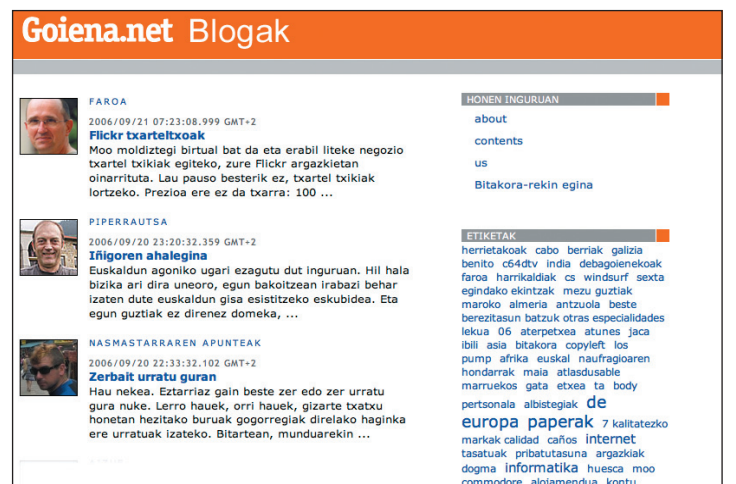 Goiena.net Blogak
FAROA
2006/09/21 07:23:08.999 GMT+2
Flickr txarteltxoak
Moo moldiztegi birtual bat da eta erabil liteke negozio
txartel txikiak egiteko, zure Flickr argazkietan
oinarrituta. Lau pauso besterik ez, txartel txikiak
lortzeko. Prezioa ere ez da txarra: 100 ...
PIPERRAUTSA
2006/09/20 23:20:32.359 GMT+2
Iñigoren ahalegina
Euskaldun agoniko ugari ezagutu dut inguruan. Hil hala
bizika ari dira uneoro, egun bakoitzean irabazi behar
izaten dute euskaldun gisa esistitzeko eskubidea. Eta
egun guztiak ez direnez domeka, ...
NASMASTARRAREN APUNTEAK
2006/09/20 22:33:32.102 GMT+2
Zerbait urratu guran
Hau nekea. Eztarriaz gain beste zer edo zer urratu
gura nuke. Lerro hauek, orri hauek, gizarte txatxu
honetan hezitako buruak gogorregiak direlako haginka
ere urratuak izateko. Bitartean, munduarekin ...
HONEN INGURUAN
about
contents
us
Bitakora-rekin egina
ETIKETAK
herrietakoak cabo berriak galizia
benito c64dtv india debagoienekoak
faroa harrikaldiak cs windsurf sexta
egindako ekintzak mezu guztiak
maroko almeria antzuola beste
berezitasun batzuk otras especialidades
lekua 06 aterpetxea atunes jaca
ibili asia bitakora copyleft los
pump afrika euskal naufragioaren
hondarrak maia atlasdusable
marruekos gata etxea ta body
pertsonala albistegiak de
europa paperak 7 kalitatezko
markak calidad caños internet
tasatuak pribatutasuna argazkiak
dogma informatika huesca moo
commodore alojamendua kontu